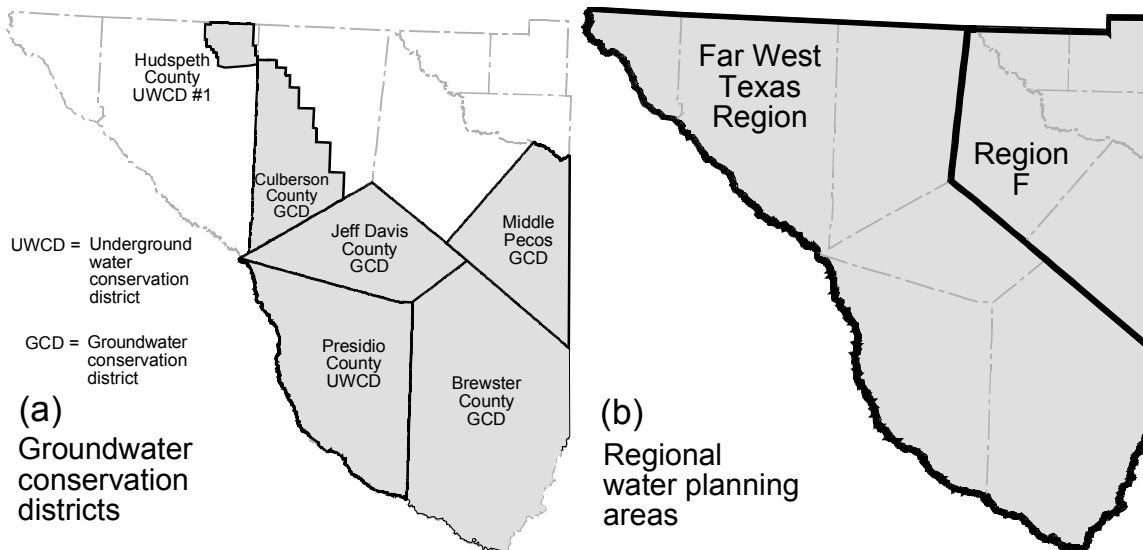 Hudspeth
County
UWCD #1
Culberson
County
GCD
Jeff Davis
County
GCD
Middle
Pecos
GCD
UWCD = Underground
water
conservation
district
GCD = Groundwater
conservation
district
Presidio
County
UWCD
Brewster
County
GCD
(a)
Groundwater
conservation
districts
Far West
Texas
Region
Region
F
(b)
Regional
water planning
areas